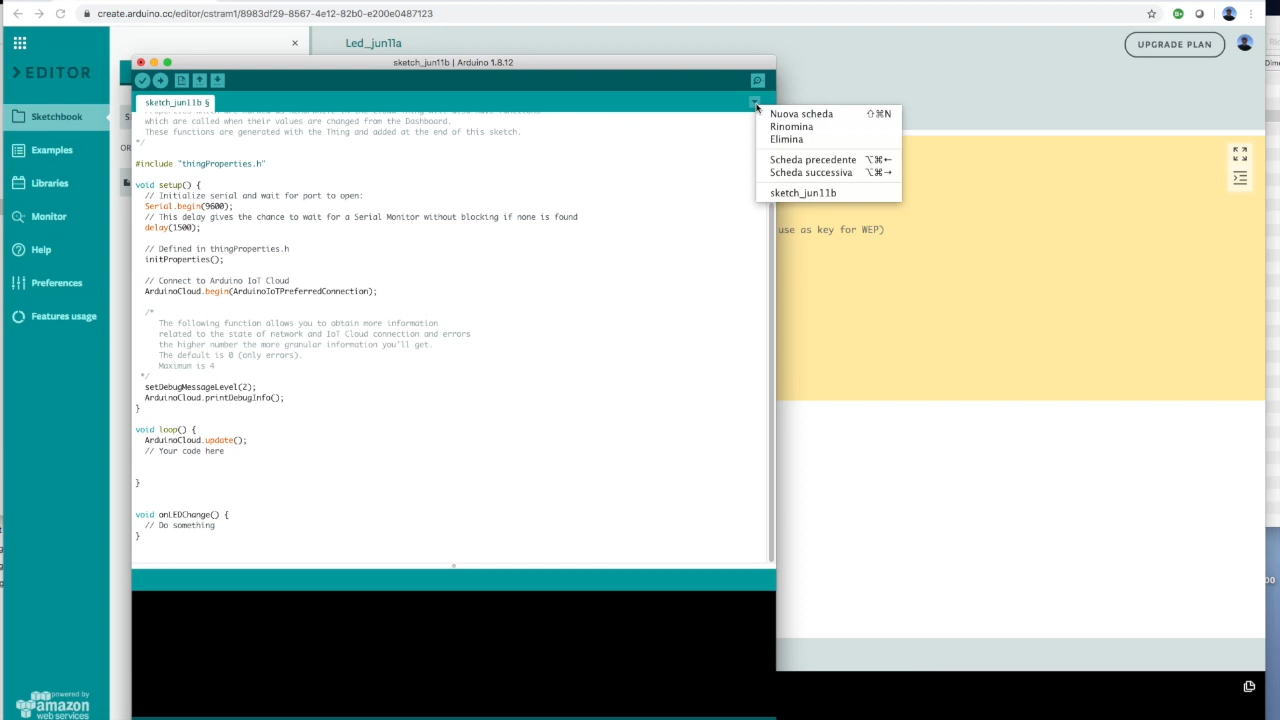 create.arduino.cc/editor/cstram1/8983df29-8567-4e12-82b0-e200e0487123
EDITOR
Led_jun11a
UPGRADE PLAN
sketch_jun11b | Arduino 1.8.12
sketch_jun11b §
Nuova scheda ⇧⌘N
Rinomina
Elimina
Scheda precedente ⌥⌘←
Scheda successiva ⌥⌘→
sketch_jun11b
Sketchbook
Examples
Libraries
Monitor
Help
Preferences
Features usage
which are called when their values are changed from the Dashboard.
These functions are generated with the Thing and added at the end of this sketch.
*/
#include "thingProperties.h"
void setup() {
// Initialize serial and wait for port to open:
Serial.begin(9600);
// This delay gives the chance to wait for a Serial Monitor without blocking if none is found
delay(1500);
// Defined in thingProperties.h
initProperties();
// Connect to Arduino IoT Cloud
ArduinoCloud.begin(ArduinoIoTPreferredConnection);
/*
The following function allows you to obtain more information
related to the state of network and IoT Cloud connection and errors
the higher number the more granular information you'll get.
The default is 0 (only errors).
Maximum is 4
*/
setDebugMessageLevel(2);
ArduinoCloud.printDebugInfo();
}
void loop() {
ArduinoCloud.update();
// Your code here
}
void onLEDChange() {
// Do something
}
use as key for WEP)
powered by
amazon
web services